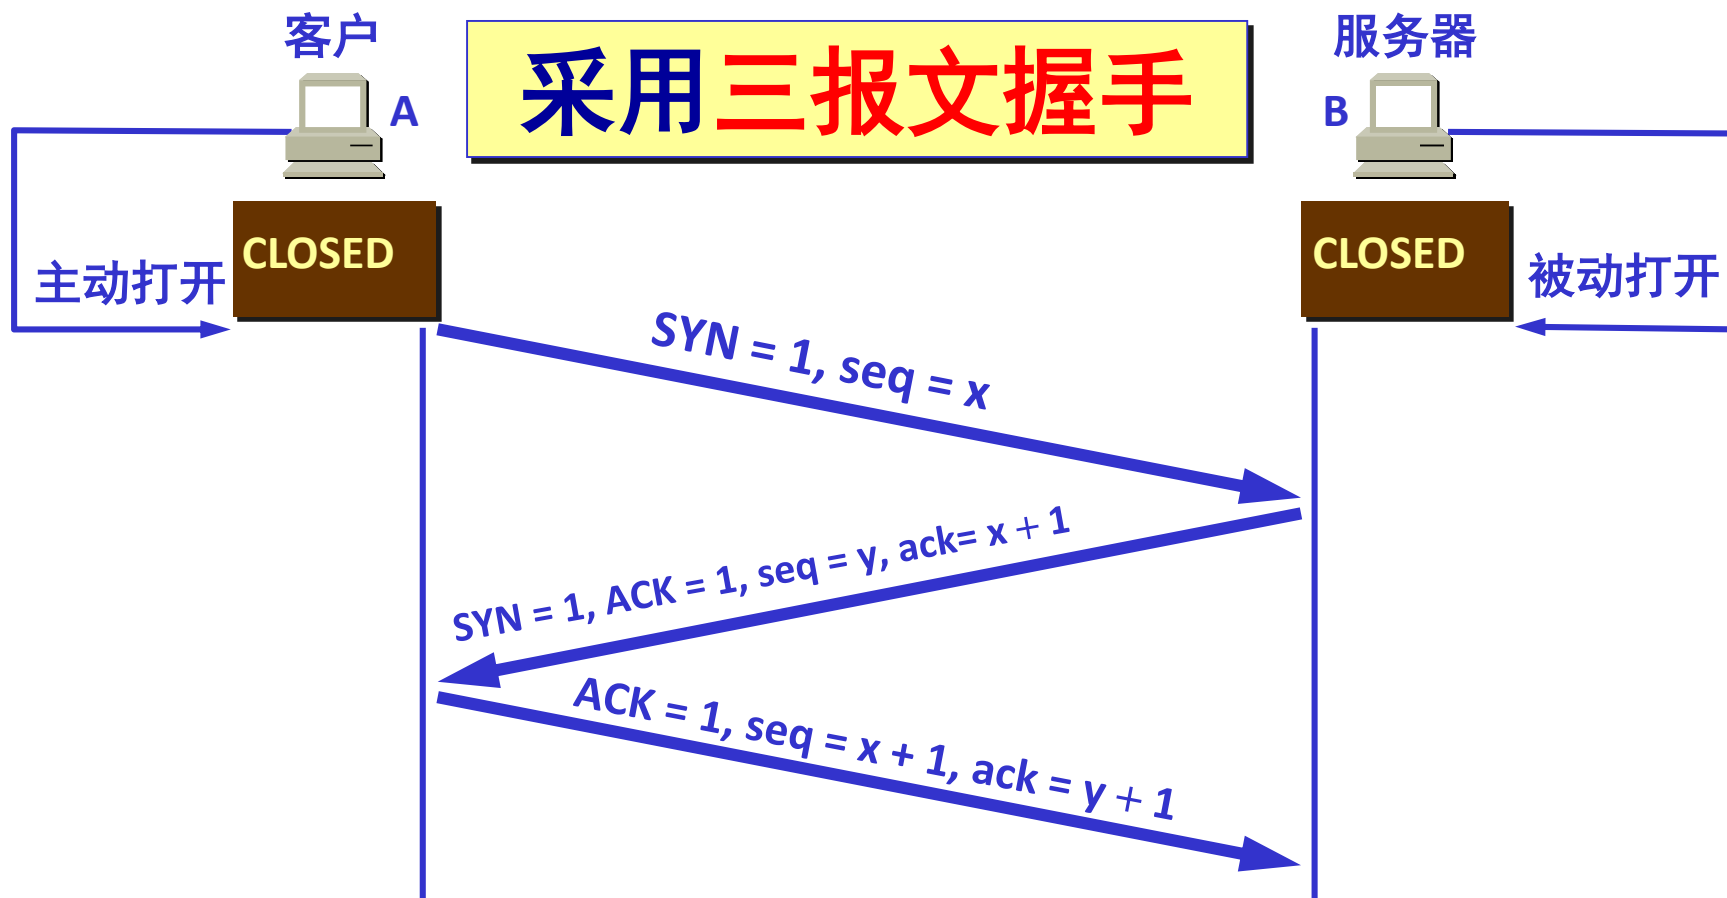 客户
采用三报文握手
服务器
A
B
CLOSED
CLOSED
主动打开
被动打开
SYN = 1, seq = x
SYN = 1, ACK = 1, seq = y, ack= x + 1
ACK = 1, seq = x + 1, ack = y + 1